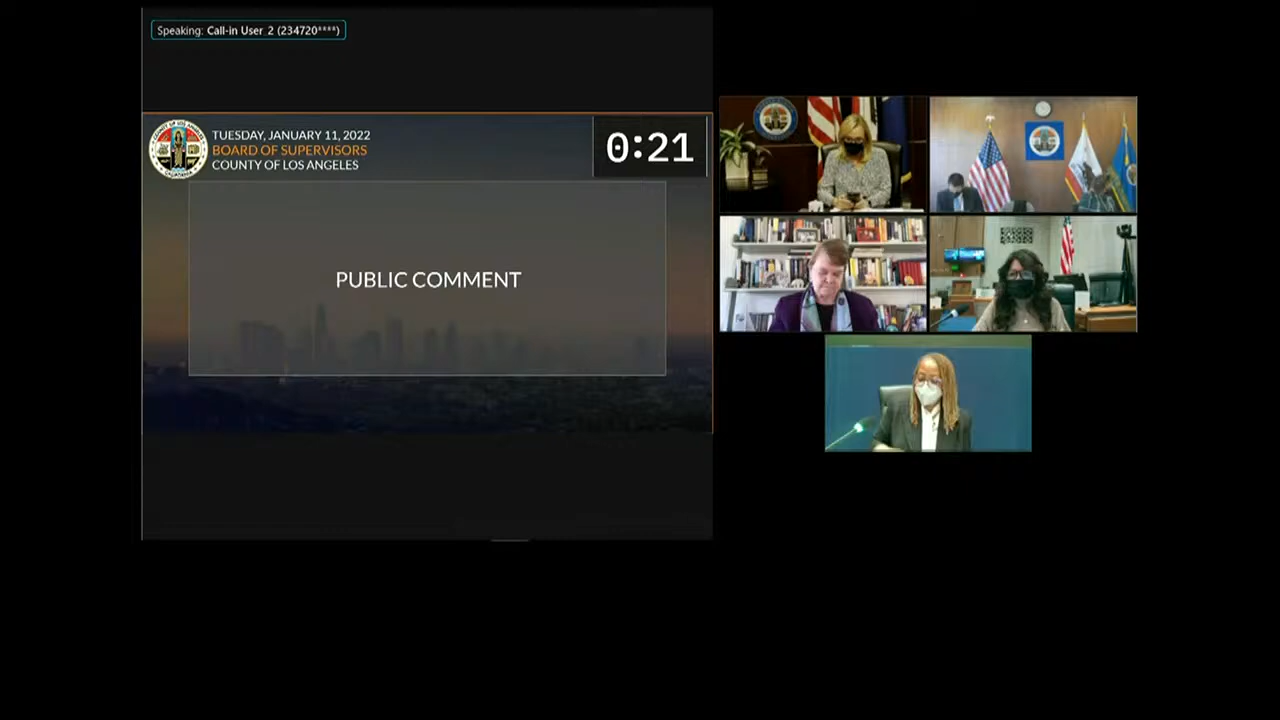 Speaking: Call-in User 2 (234720****)
TUESDAY, JANUARY 11, 2022
BOARD OF SUPERVISORS
COUNTY OF LOS ANGELES
0:21
PUBLIC COMMENT